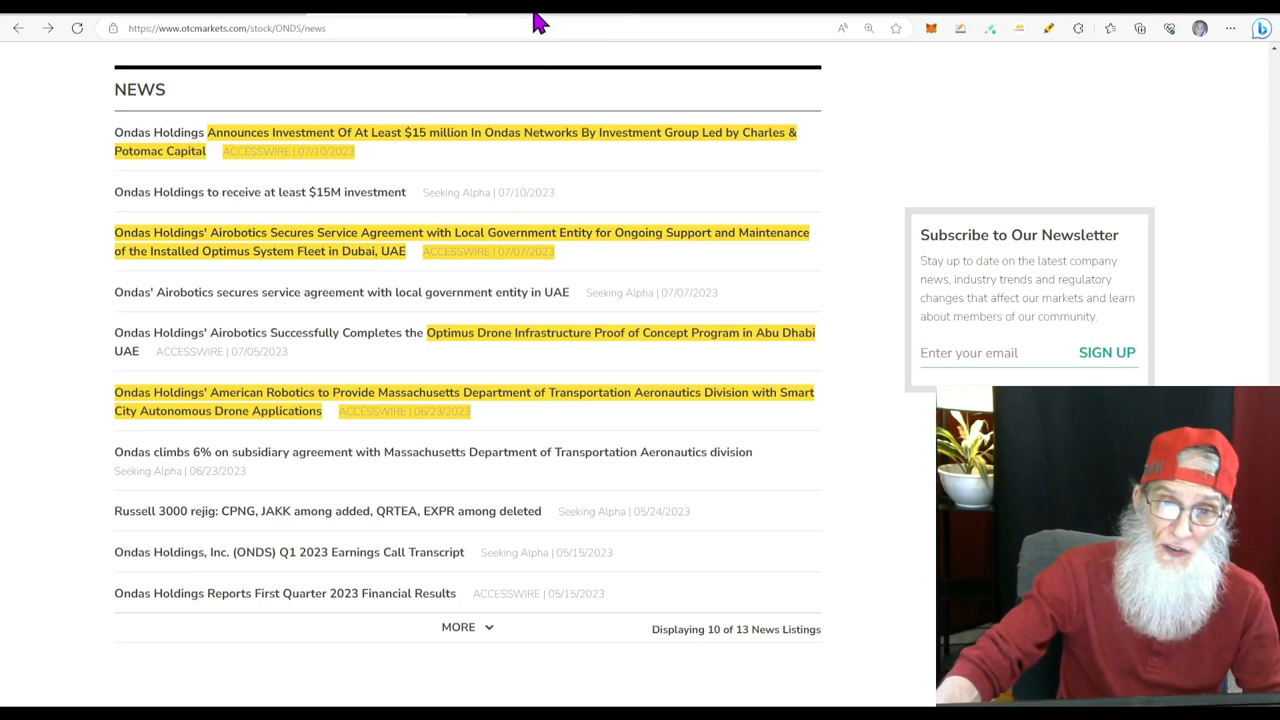 https://www.otcmarkets.com/stock/ONDS/news
NEWS
Ondas Holdings Announces Investment Of At Least $15 million In Ondas Networks By Investment Group Led by Charles &
Potomac Capital ACCESSWIRE | 07/10/2023
Ondas Holdings to receive at least $15M investment Seeking Alpha | 07/10/2023
Ondas Holdings' Airobotics Secures Service Agreement with Local Government Entity for Ongoing Support and Maintenance
of the Installed Optimus System Fleet in Dubai, UAE ACCESSWIRE | 07/07/2023
Ondas' Airobotics secures service agreement with local government entity in UAE Seeking Alpha | 07/07/2023
Ondas Holdings' Airobotics Successfully Completes the Optimus Drone Infrastructure Proof of Concept Program in Abu Dhabi
UAE ACCESSWIRE | 07/05/2023
Ondas Holdings' American Robotics to Provide Massachusetts Department of Transportation Aeronautics Division with Smart
City Autonomous Drone Applications ACCESSWIRE | 06/23/2023
Ondas climbs 6% on subsidiary agreement with Massachusetts Department of Transportation Aeronautics division
Seeking Alpha | 06/23/2023
Russell 3000 rejig: CPNG, JAKK among added, QRTEA, EXPR among deleted Seeking Alpha | 05/24/2023
Ondas Holdings, Inc. (ONDS) Q1 2023 Earnings Call Transcript Seeking Alpha | 05/15/2023
Ondas Holdings Reports First Quarter 2023 Financial Results ACCESSWIRE | 05/15/2023
MORE
Displaying 10 of 13 News Listings
Subscribe to Our Newsletter
Stay up to date on the latest company
news, industry trends and regulatory
changes that affect our markets and learn
about members of our community.
Enter your email SIGN UP